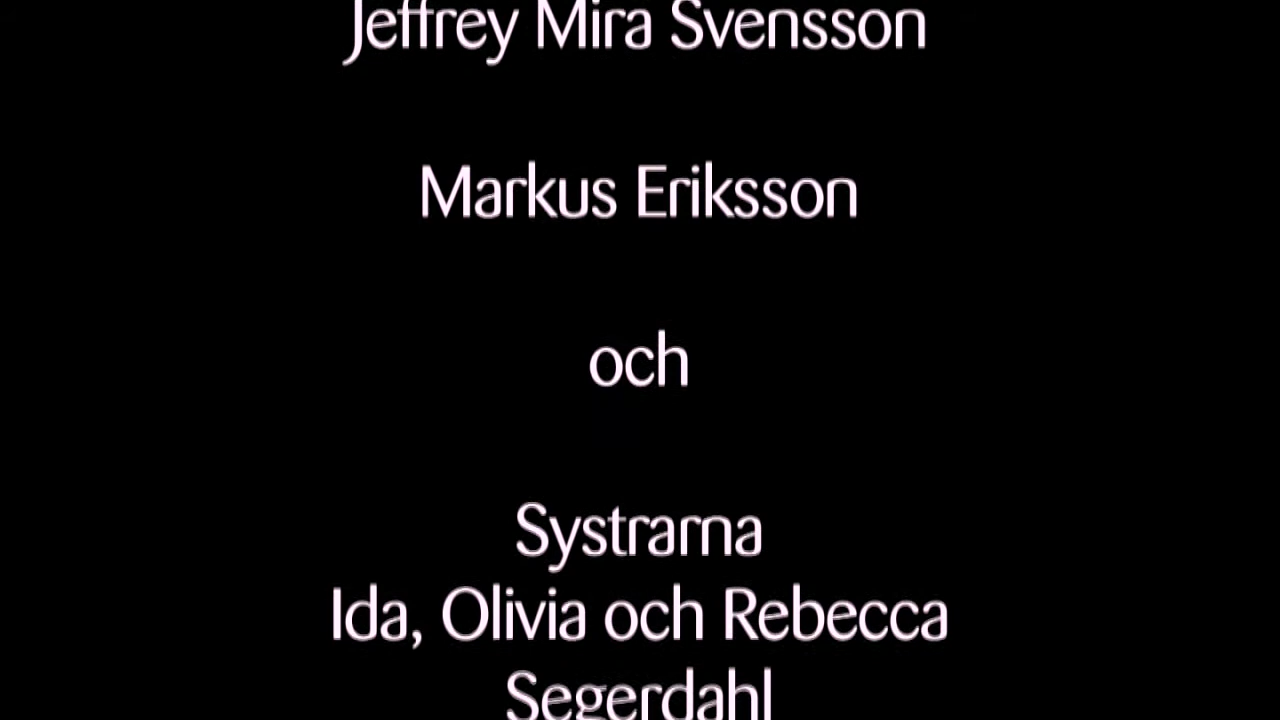 Jeffrey Mira Svensson
Markus Eriksson
och
Systrarna
Ida, Olivia och Rebecca
Segerdahl